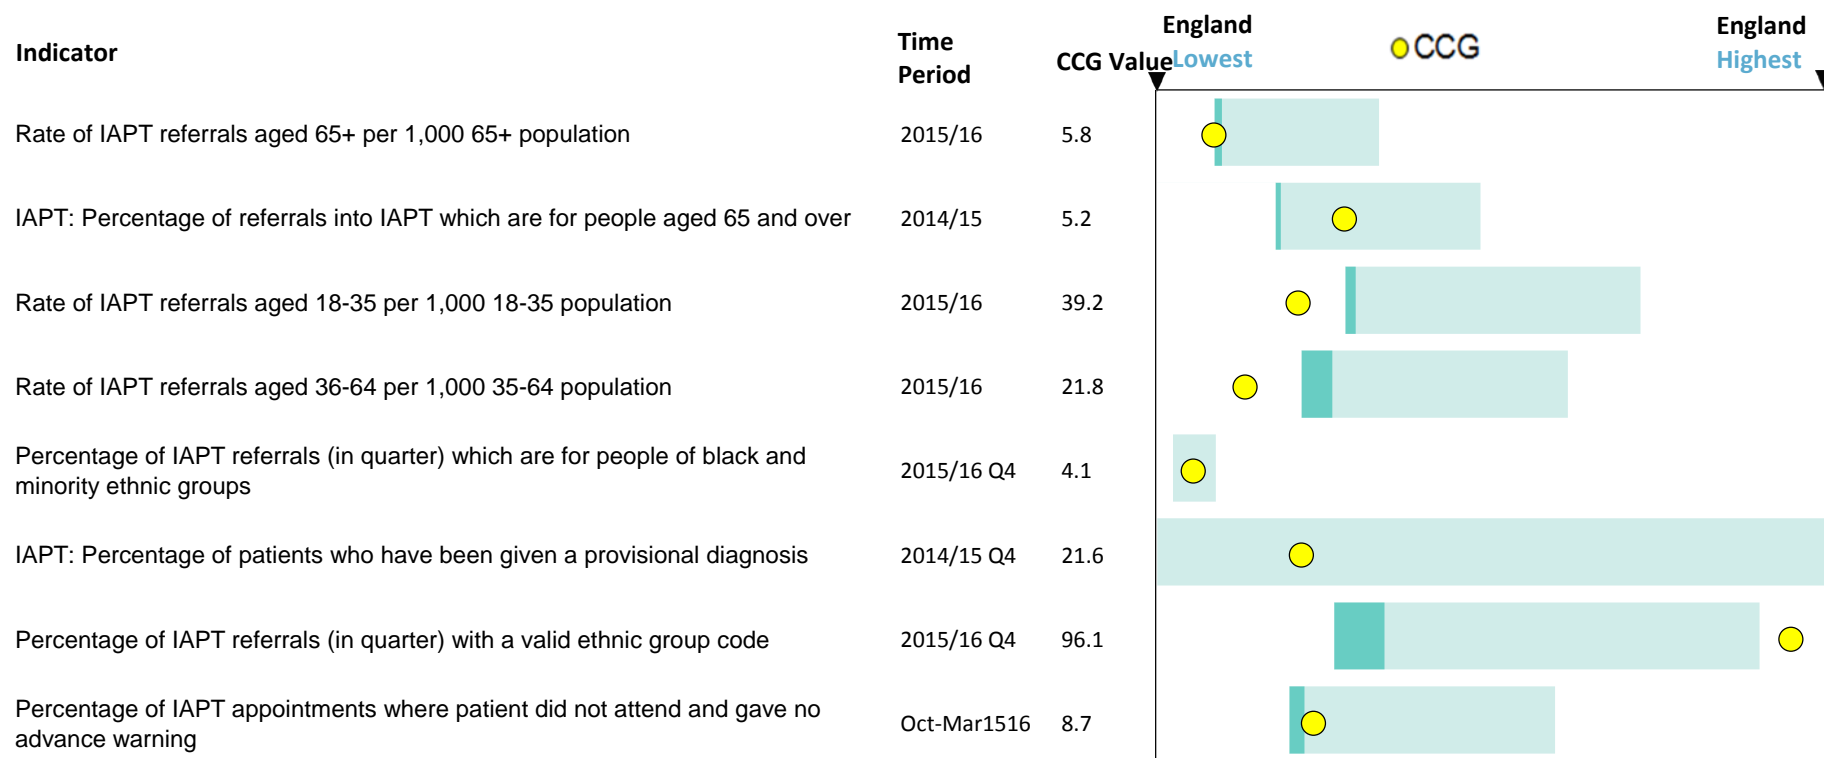 Indicator
Time
Period
CCG Value
England
Lowest
CCG
England
Highest
Rate of IAPT referrals aged 65+ per 1,000 65+ population 2015/16 5.8
IAPT: Percentage of referrals into IAPT which are for people aged 65 and over 2014/15 5.2
Rate of IAPT referrals aged 18-35 per 1,000 18-35 population 2015/16 39.2
Rate of IAPT referrals aged 36-64 per 1,000 35-64 population 2015/16 21.8
Percentage of IAPT referrals (in quarter) which are for people of black and
minority ethnic groups
2015/16 Q4 4.1
IAPT: Percentage of patients who have been given a provisional diagnosis 2014/15 Q4 21.6
Percentage of IAPT referrals (in quarter) with a valid ethnic group code 2015/16 Q4 96.1
Percentage of IAPT appointments where patient did not attend and gave no
advance warning
Oct-Mar1516 8.7